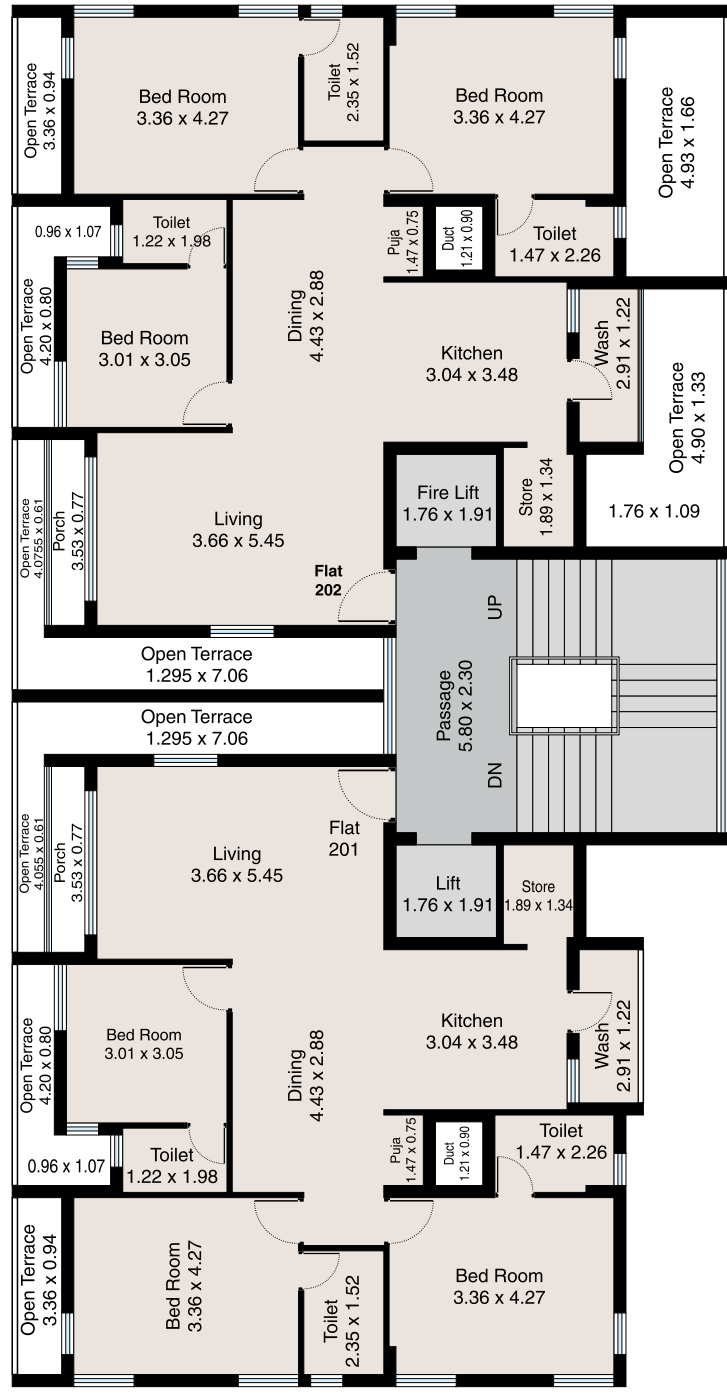 Open Terrace
3.36 x 0.94
Bed Room
3.36 x 4.27
Toilet
2.35 x 1.52
Bed Room
3.36 x 4.27
Open Terrace
4.93 x 1.66
0.96 x 1.07
Toilet
1.22 x 1.98
Puja
1.47 x 0.75
Duct
1.21 x 0.90
Toilet
1.47 x 2.26
Open Terrace
4.20 x 0.80
Bed Room
3.01 x 3.05
Dining
4.43 x 2.88
Kitchen
3.04 x 3.48
Wash
2.91 x 1.22
Open Terrace
4.90 x 1.33
Open Terrace
4.0755 x 0.61
Porch
3.53 x 0.77
Living
3.66 x 5.45
Fire Lift
1.76 x 1.91
Store
1.89 x 1.34
1.76 x 1.09
Flat
202
UP
Open Terrace
1.295 x 7.06
Passage
5.80 x 2.30
Open Terrace
1.295 x 7.06
DN
Flat
201
Open Terrace
4.055 x 0.61
Porch
3.53 x 0.77
Living
3.66 x 5.45
Lift
1.76 x 1.91
Store
1.89 x 1.34
Open Terrace
4.20 x 0.80
Bed Room
3.01 x 3.05
Dining
4.43 x 2.88
Kitchen
3.04 x 3.48
Wash
2.91 x 1.22
0.96 x 1.07
Toilet
1.22 x 1.98
Puja
1.47 x 0.75
Duct
1.21 x 0.90
Toilet
1.47 x 2.26
Open Terrace
3.36 x 0.94
Bed Room
3.36 x 4.27
Toilet
2.35 x 1.52
Bed Room
3.36 x 4.27